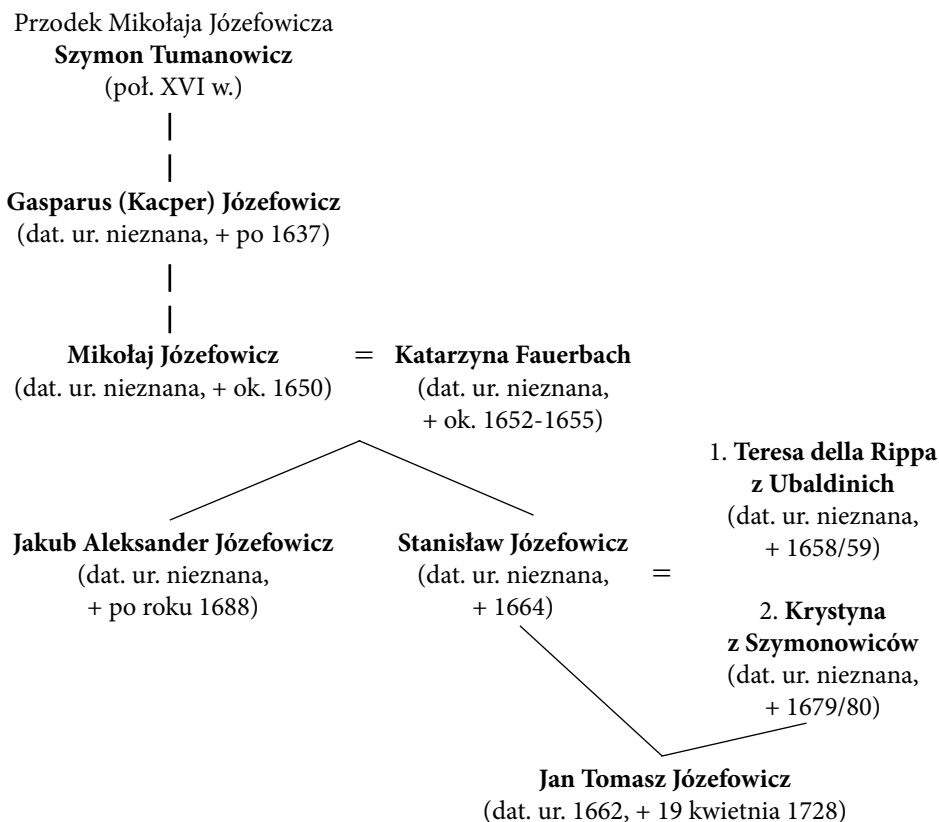 Przodek Mikołaja Józefowicza
Szymon Tumanowicz
(poł. XVI w.)
Gasparus (Kacper) Józefowicz
(dat. ur. nieznana, + po 1637)
Mikołaj Józefowicz = Katarzyna Fauerbach
(dat. ur. nieznana, + ok. 1650)
(dat. ur. nieznana,
+ ok. 1652-1655)
1. Teresa della Rippa
z Ubaldinich
(dat. ur. nieznana,
+ 1658/59)
Jakub Aleksander Józefowicz
(dat. ur. nieznana,
+ po roku 1688)
Stanisław Józefowicz
(dat. ur. nieznana,
+ 1664)
=
2. Krystyna
z Szymonowiców
(dat. ur. nieznana,
+ 1679/80)
Jan Tomasz Józefowicz
(dat. ur. 1662, + 19 kwietnia 1728)